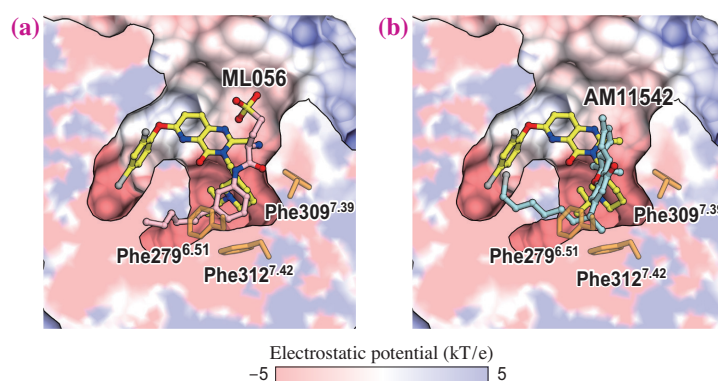 (a)
ML056
Phe309^7.39
Phe279^6.51
Phe312^7.42
(b)
AM11542
Phe309^7.39
Phe279^6.51
Phe312^7.42
Electrostatic potential (kT/e)
−5 5